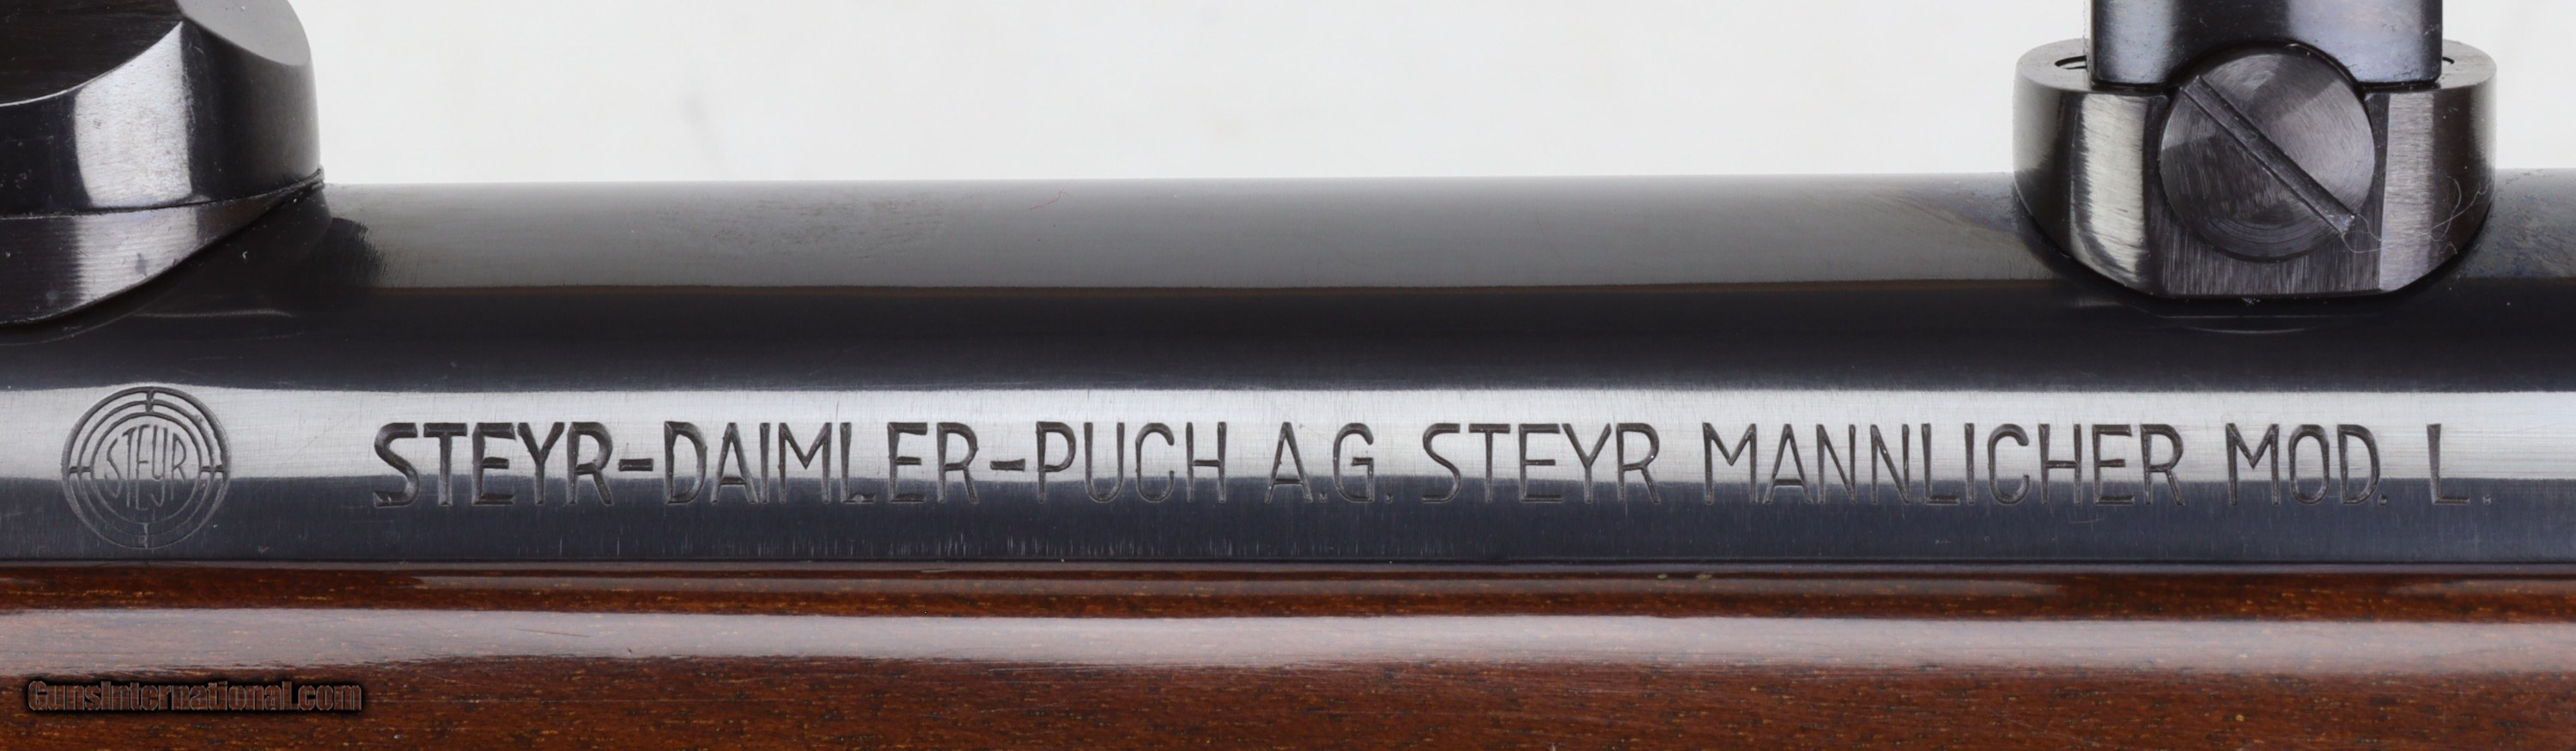 STEYR
STEYR-DAIMLER-PUCH A.G. STEYR MANNLICHER MOD. L.
GunsInternational.com